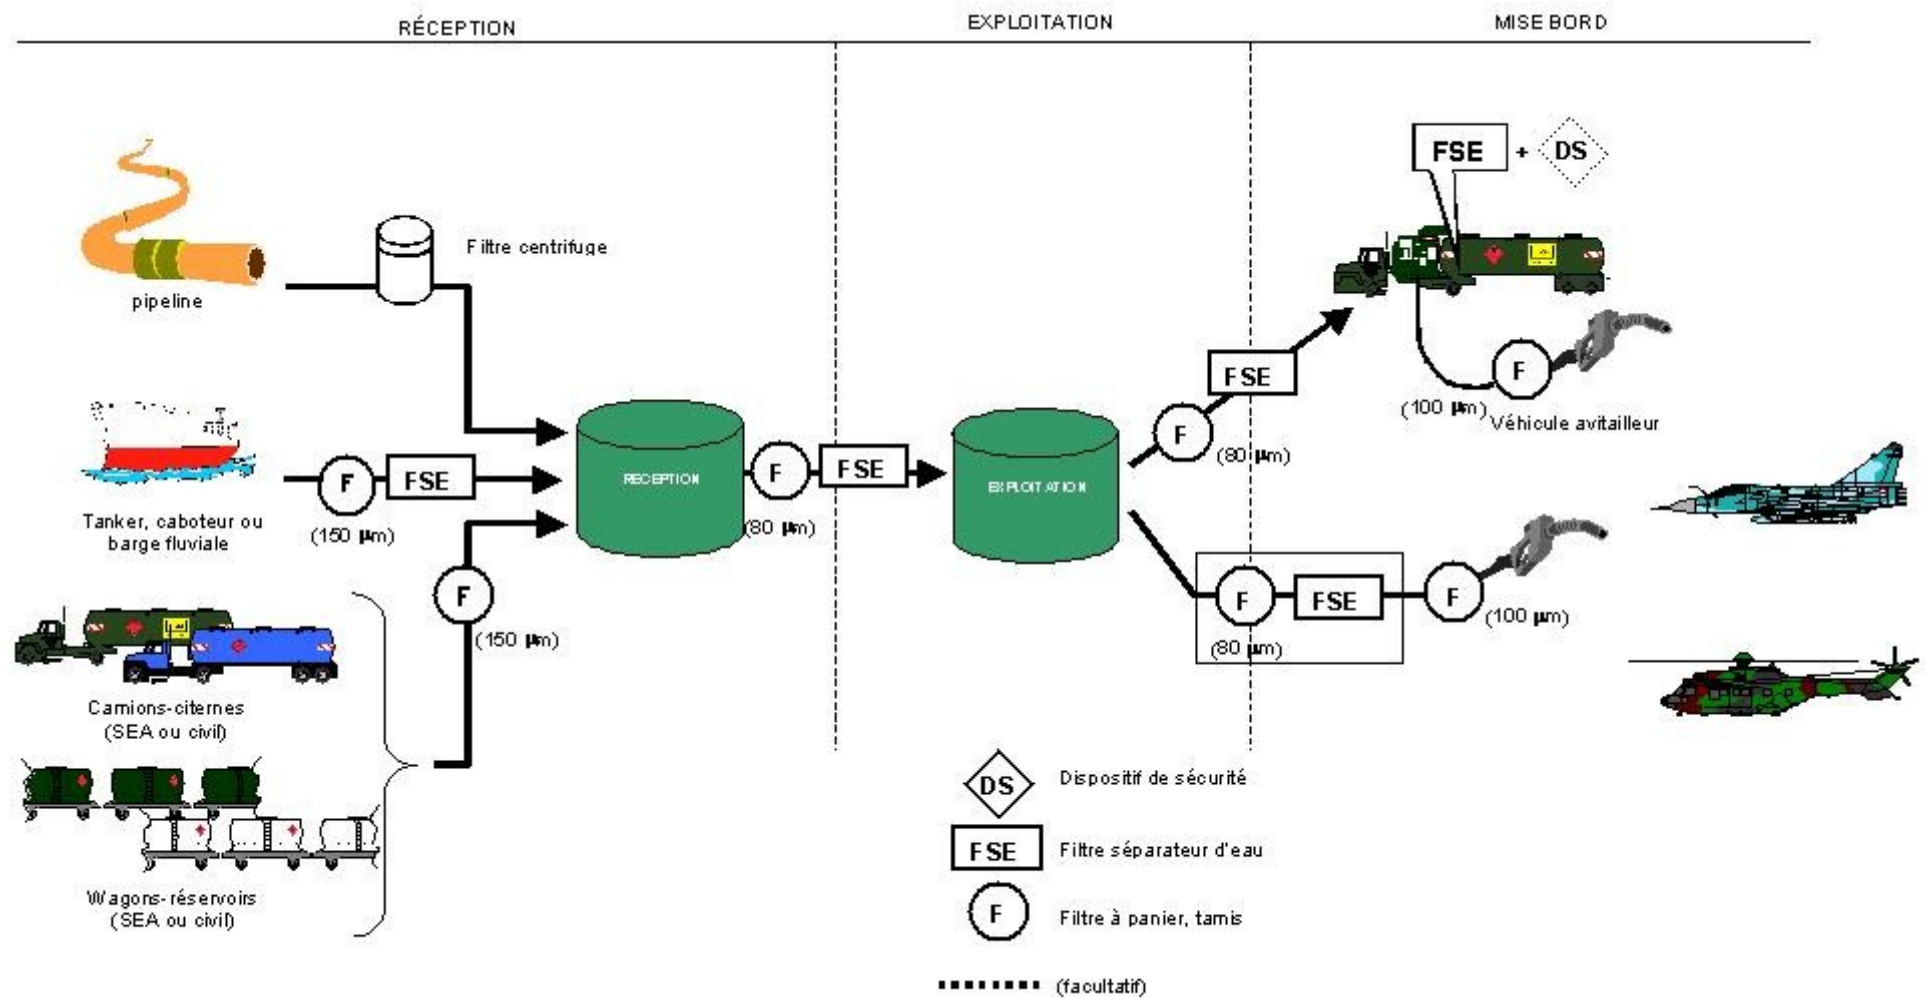 RÉCEPTION
EXPLOITATION
MISE BORD
FSE
+
DS
Filtre centrifuge
pipeline
FSE
F
(100 µm)
Véhicule avitailleur
F
(80 µm)
RECEPTION
F
FSE
(80 µm)
EXPLOITATION
F
FSE
(150 µm)
Tanker, caboteur ou
barge fluviale
F
(150 µm)
F
FSE
F
(80 µm)
(100 µm)
Camions-citernes
(SEA ou civil)
Wagons-réservoirs
(SEA ou civil)
DS
Dispositif de sécurité
FSE
Filtre séparateur d'eau
F
Filtre à panier, tamis
(facultatif)